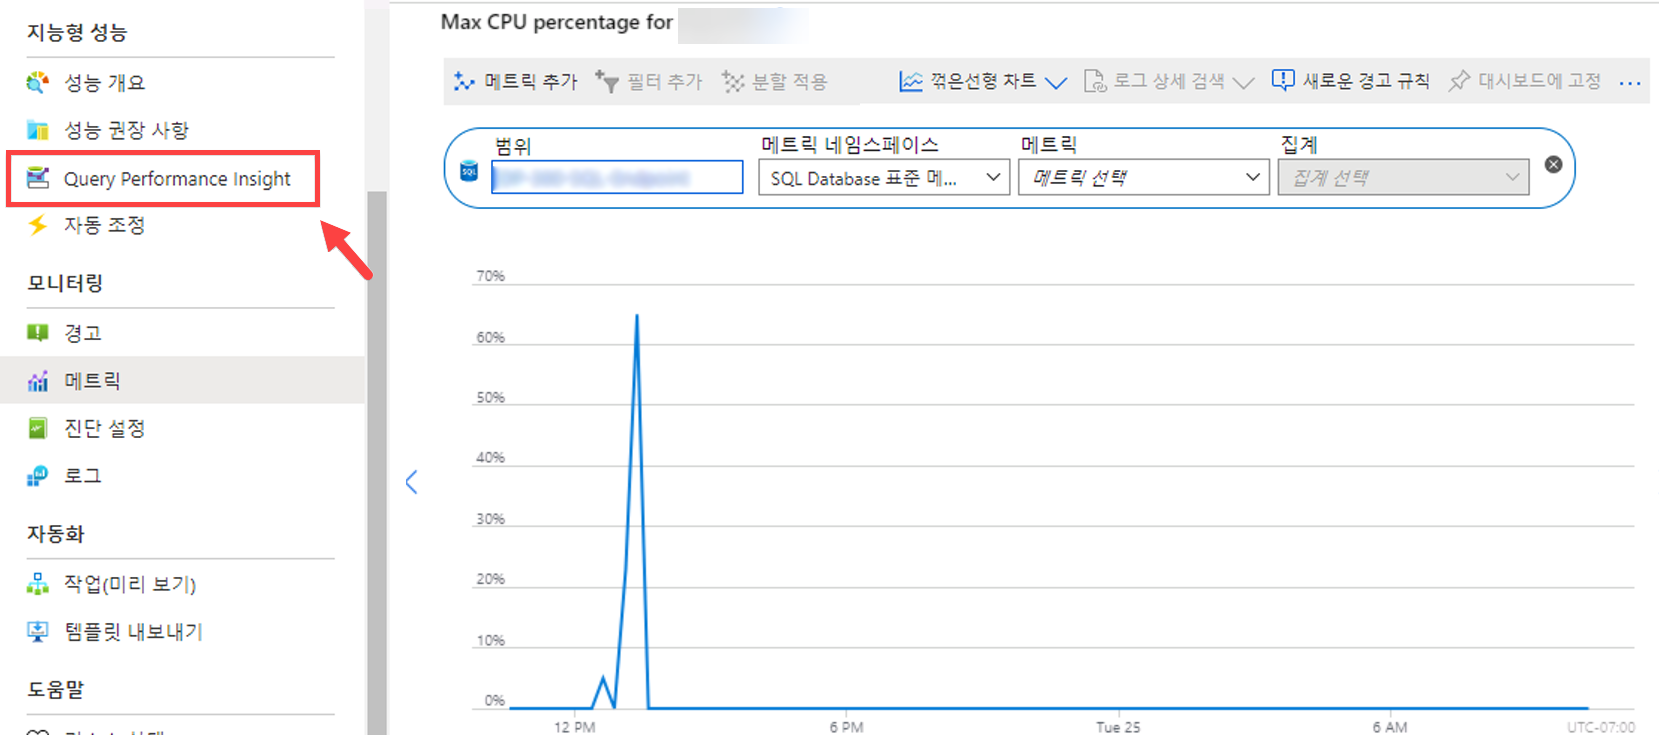 지능형 성능
성능 개요
성능 권장 사항
Query Performance Insight
자동 조정
모니터링
경고
메트릭
진단 설정
로그
자동화
작업(미리 보기)
템플릿 내보내기
도움말
Max CPU percentage for
메트릭 추가 필터 추가 분할 적용 꺾은선형 차트 로그 상세 검색 새로운 경고 규칙 대시보드에 고정 ...
범위 메트릭 네임스페이스 메트릭 집계
SQL SQL Database 표준 메... 메트릭 선택 집계 선택
70%
60%
50%
40%
30%
20%
10%
0%
12 PM 6 PM Tue 25 6 AM UTC-07:00